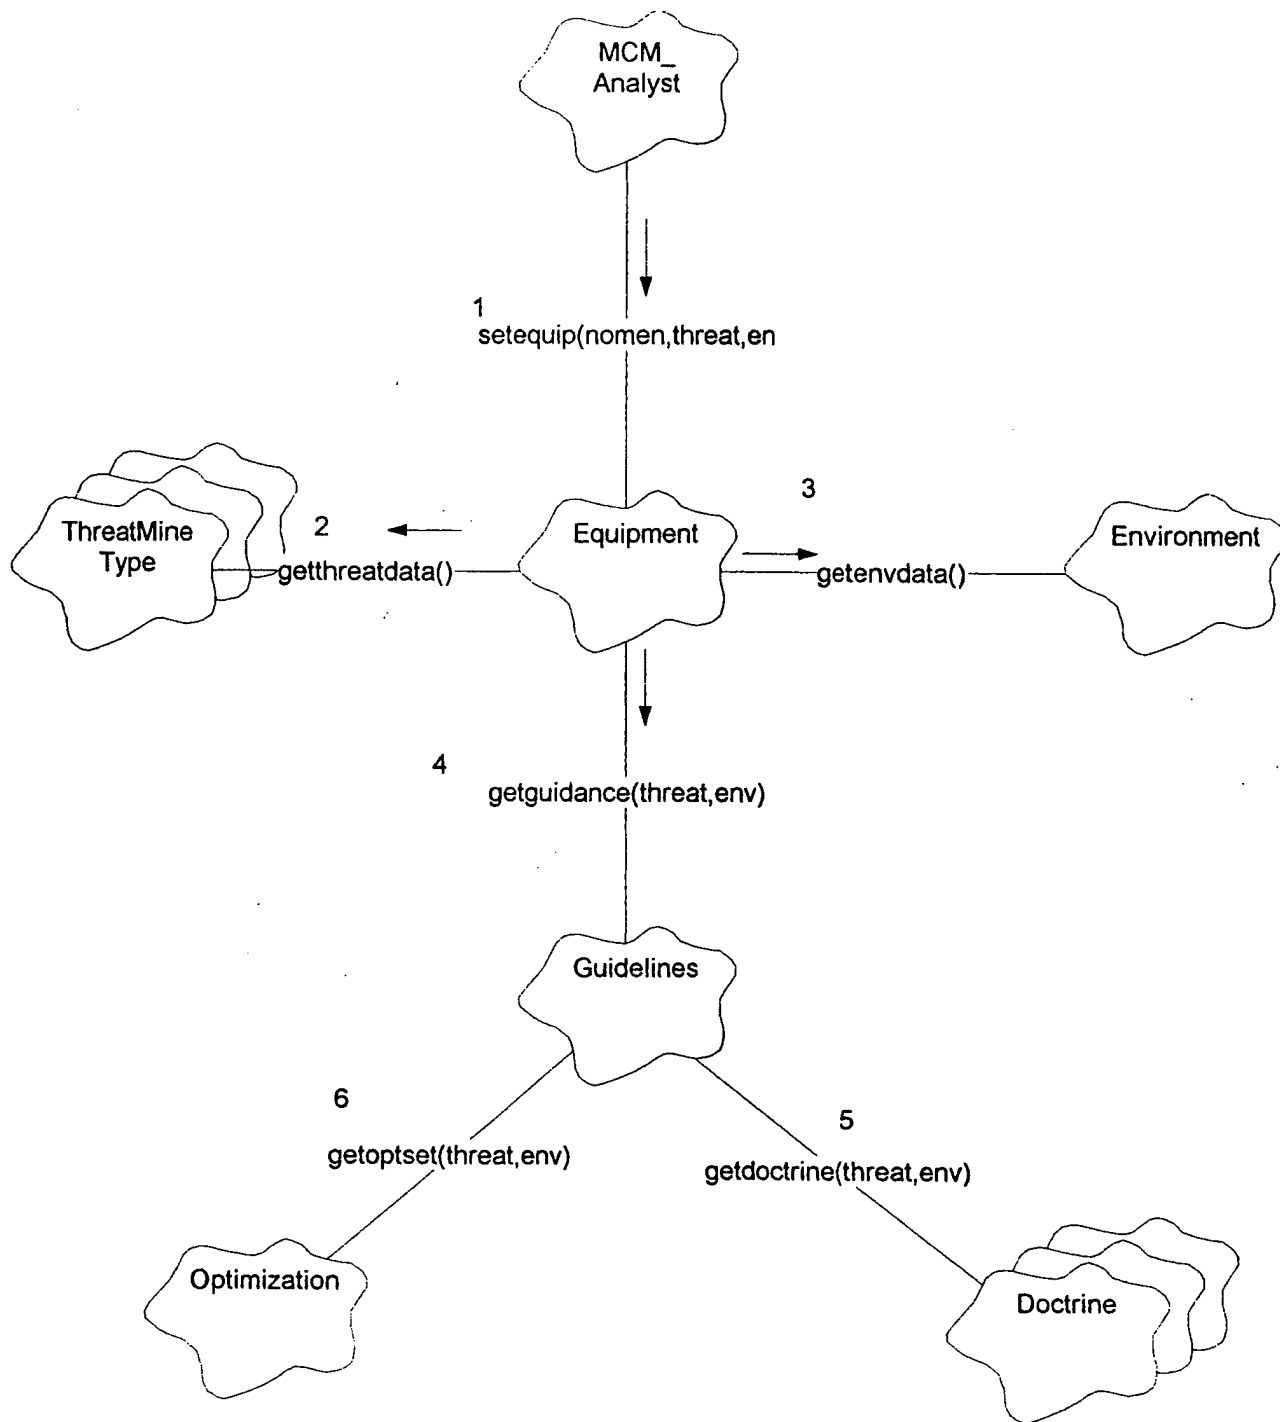 MCM_
Analyst
1
setequip(nomen,threat,en
3
2
ThreatMine
Type
Equipment
Environment
getthreatdata()
getenvdata()
4
getguidance(threat,env)
Guidelines
6
5
getoptset(threat,env)
getdoctrine(threat,env)
Optimization
Doctrine